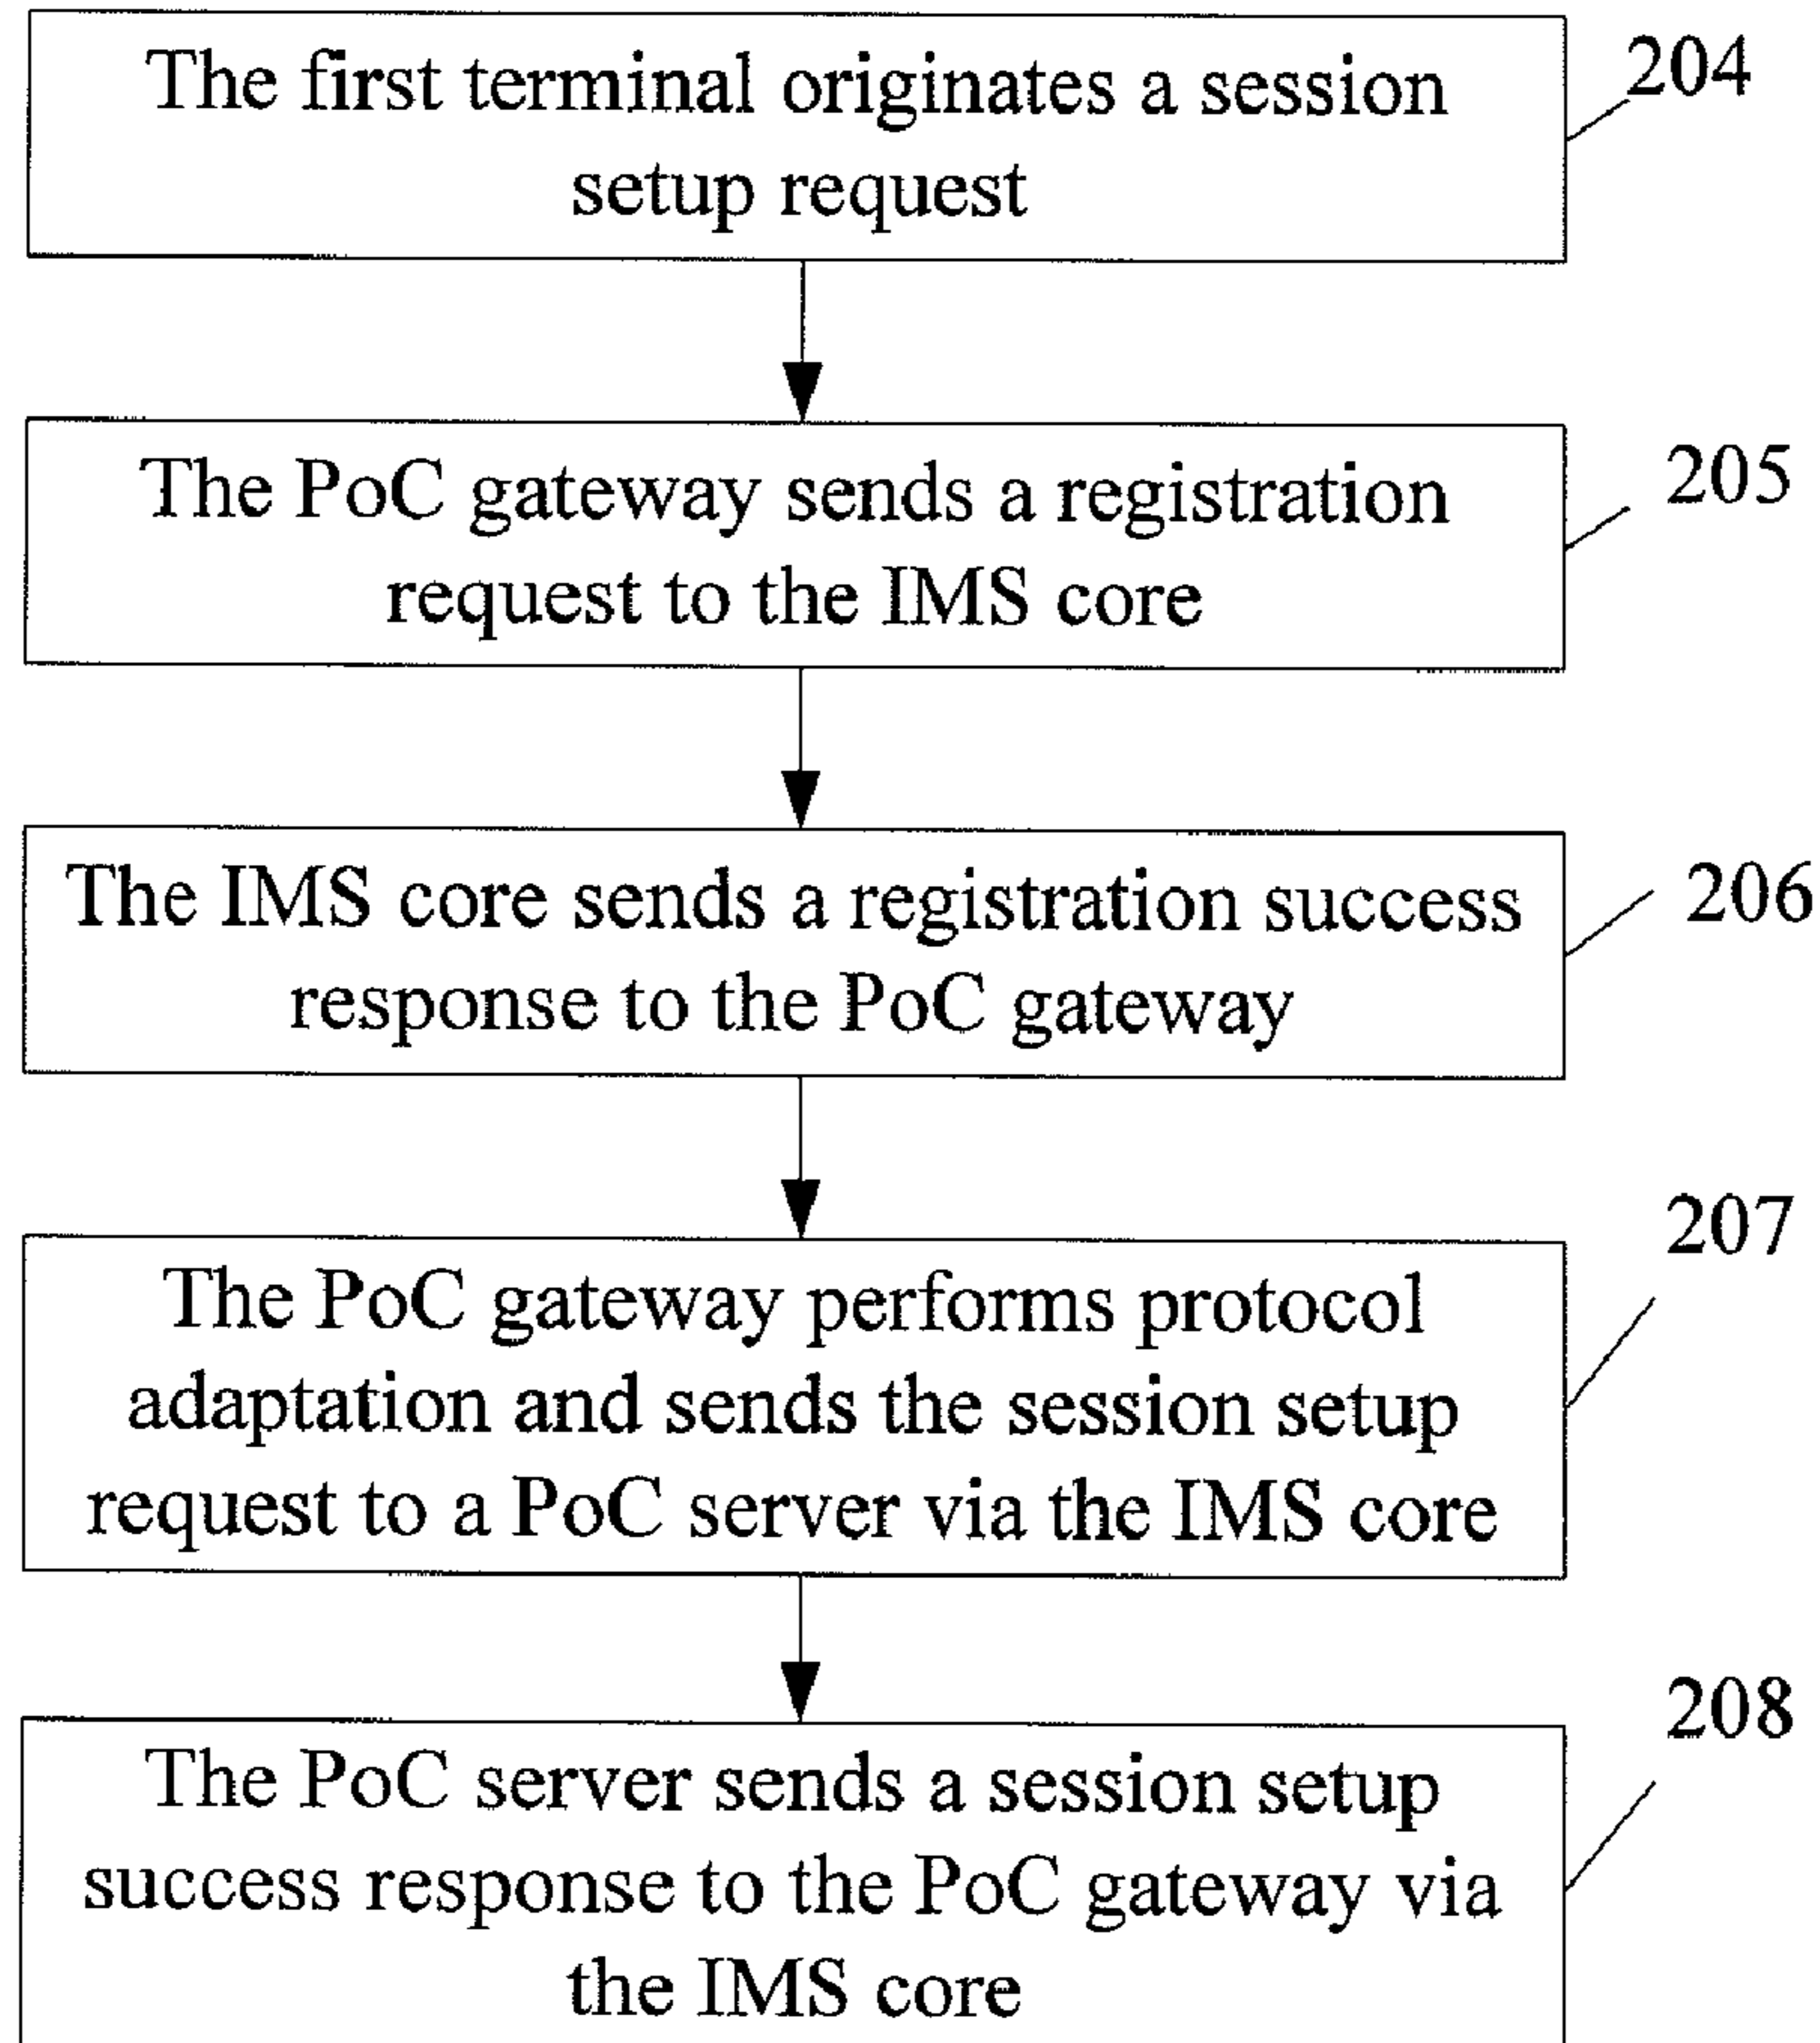 The first terminal originates a session
setup request
204
The PoC gateway sends a registration
request to the IMS core
205
The IMS core sends a registration success
response to the PoC gateway
206
The PoC gateway performs protocol
adaptation and sends the session setup
request to a PoC server via the IMS core
207
The PoC server sends a session setup
success response to the PoC gateway via
the IMS core
208